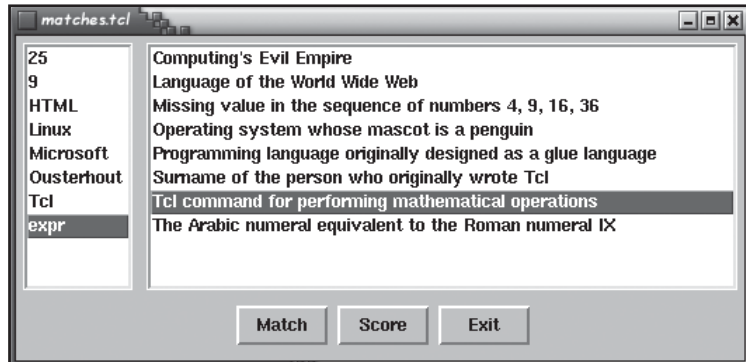 matches.tcl
25
9
HTML
Linux
Microsoft
Ousterhout
Tcl
expr
Computing's Evil Empire
Language of the World Wide Web
Missing value in the sequence of numbers 4, 9, 16, 36
Operating system whose mascot is a penguin
Programming language originally designed as a glue language
Surname of the person who originally wrote Tcl
Tcl command for performing mathematical operations
The Arabic numeral equivalent to the Roman numeral IX
Match Score Exit